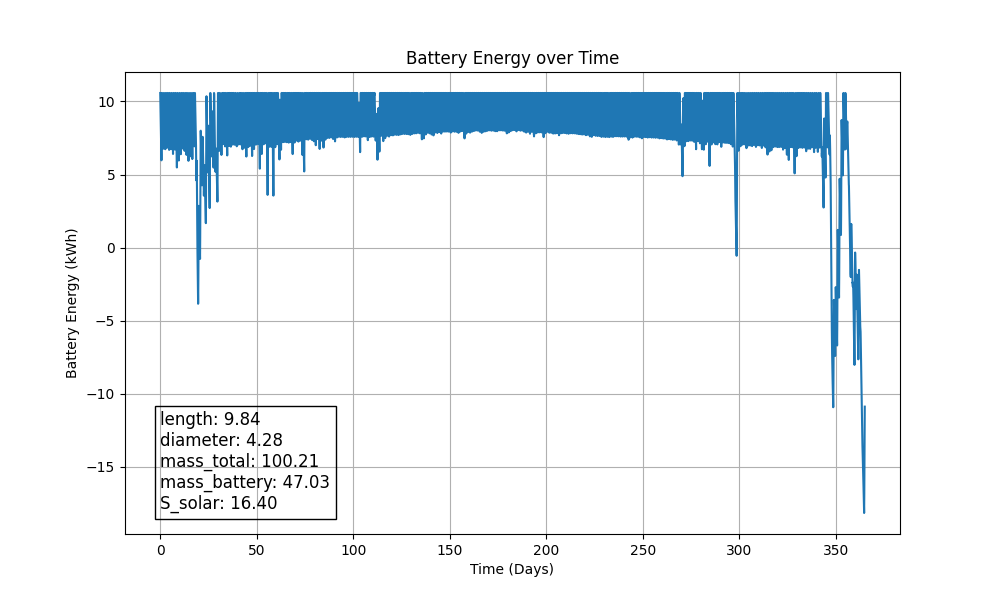 Battery Energy over Time
Battery Energy (kWh)
10
5
0
−5
−10
−15
length: 9.84
diameter: 4.28
mass_total: 100.21
mass_battery: 47.03
S_solar: 16.40
0 50 100 150 200 250 300 350
Time (Days)